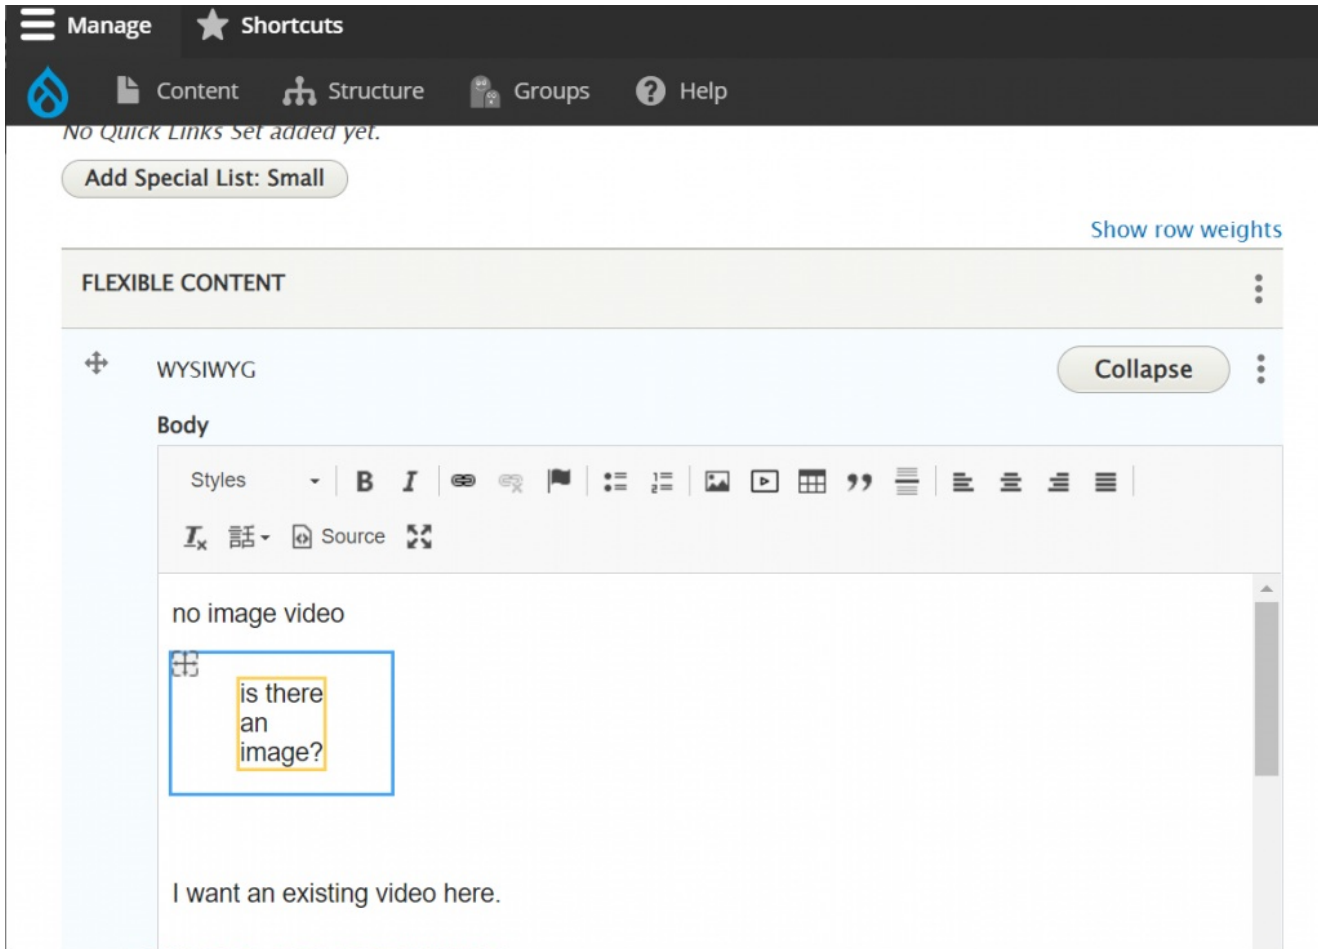 Manage Shortcuts
Content Structure Groups Help
No Quick Links Set added yet.
Add Special List: Small
Show row weights
FLEXIBLE CONTENT
WYSIWYG Collapse
Body
Styles B I
話 Source
no image video
is there
an
image?
I want an existing video here.